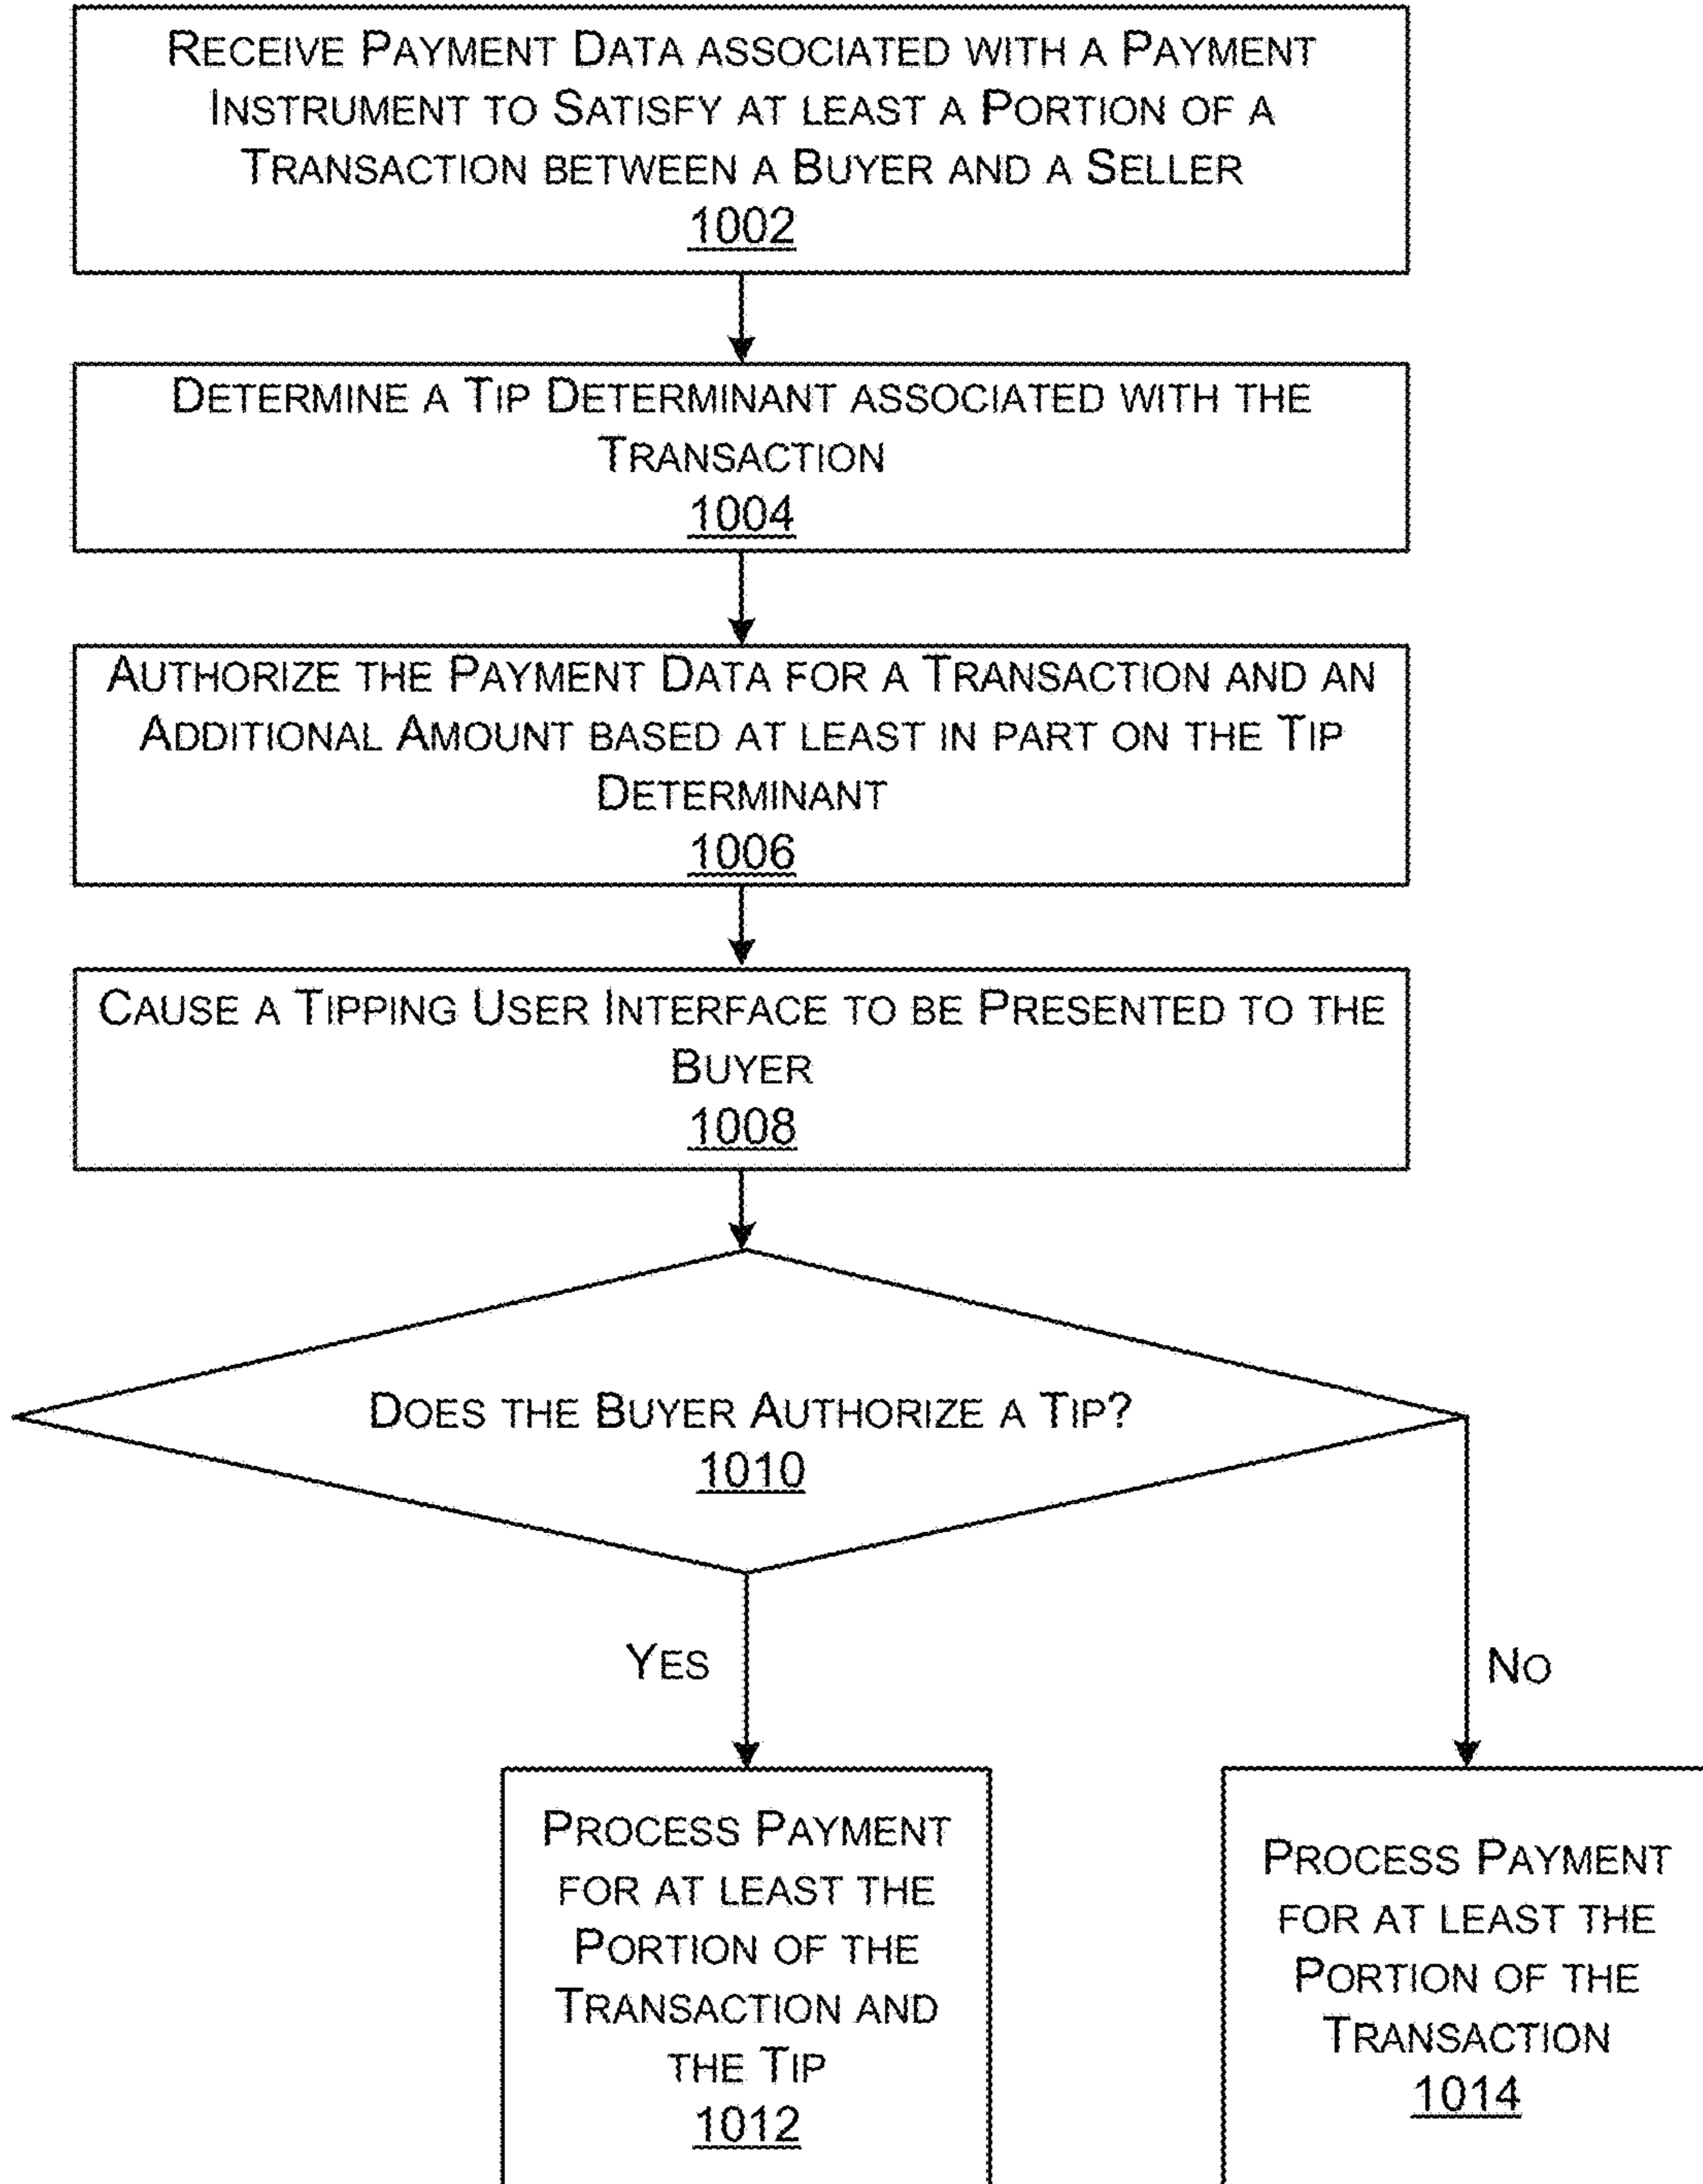 RECEIVE PAYMENT DATA ASSOCIATED WITH A PAYMENT
INSTRUMENT TO SATISFY AT LEAST A PORTION OF A
TRANSACTION BETWEEN A BUYER AND A SELLER
1002
DETERMINE A TIP DETERMINANT ASSOCIATED WITH THE
TRANSACTION
1004
AUTHORIZE THE PAYMENT DATA FOR A TRANSACTION AND AN
ADDITIONAL AMOUNT BASED AT LEAST IN PART ON THE TIP
DETERMINANT
1006
CAUSE A TIPPING USER INTERFACE TO BE PRESENTED TO THE
BUYER
1008
DOES THE BUYER AUTHORIZE A TIP?
1010
YES
NO
PROCESS PAYMENT
FOR AT LEAST THE
PORTION OF THE
TRANSACTION AND
THE TIP
1012
PROCESS PAYMENT
FOR AT LEAST THE
PORTION OF THE
TRANSACTION
1014